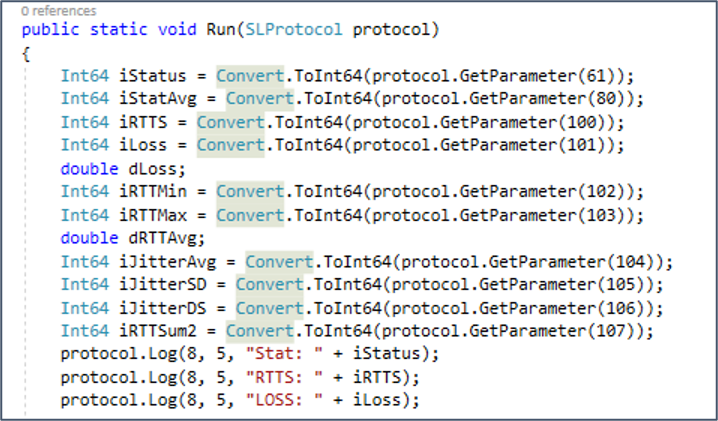 0 references
public static void Run(SLProtocol protocol)
{
Int64 iStatus = Convert.ToInt64(protocol.GetParameter(61));
Int64 iStatAvg = Convert.ToInt64(protocol.GetParameter(80));
Int64 iRTTS = Convert.ToInt64(protocol.GetParameter(100));
Int64 iLoss = Convert.ToInt64(protocol.GetParameter(101));
double dLoss;
Int64 iRTTMin = Convert.ToInt64(protocol.GetParameter(102));
Int64 iRTTMax = Convert.ToInt64(protocol.GetParameter(103));
double dRTTAvg;
Int64 iJitterAvg = Convert.ToInt64(protocol.GetParameter(104));
Int64 iJitterSD = Convert.ToInt64(protocol.GetParameter(105));
Int64 iJitterDS = Convert.ToInt64(protocol.GetParameter(106));
Int64 iRTTSum2 = Convert.ToInt64(protocol.GetParameter(107));
protocol.Log(8, 5, "Stat: " + iStatus);
protocol.Log(8, 5, "RTTS: " + iRTTS);
protocol.Log(8, 5, "LOSS: " + iLoss);